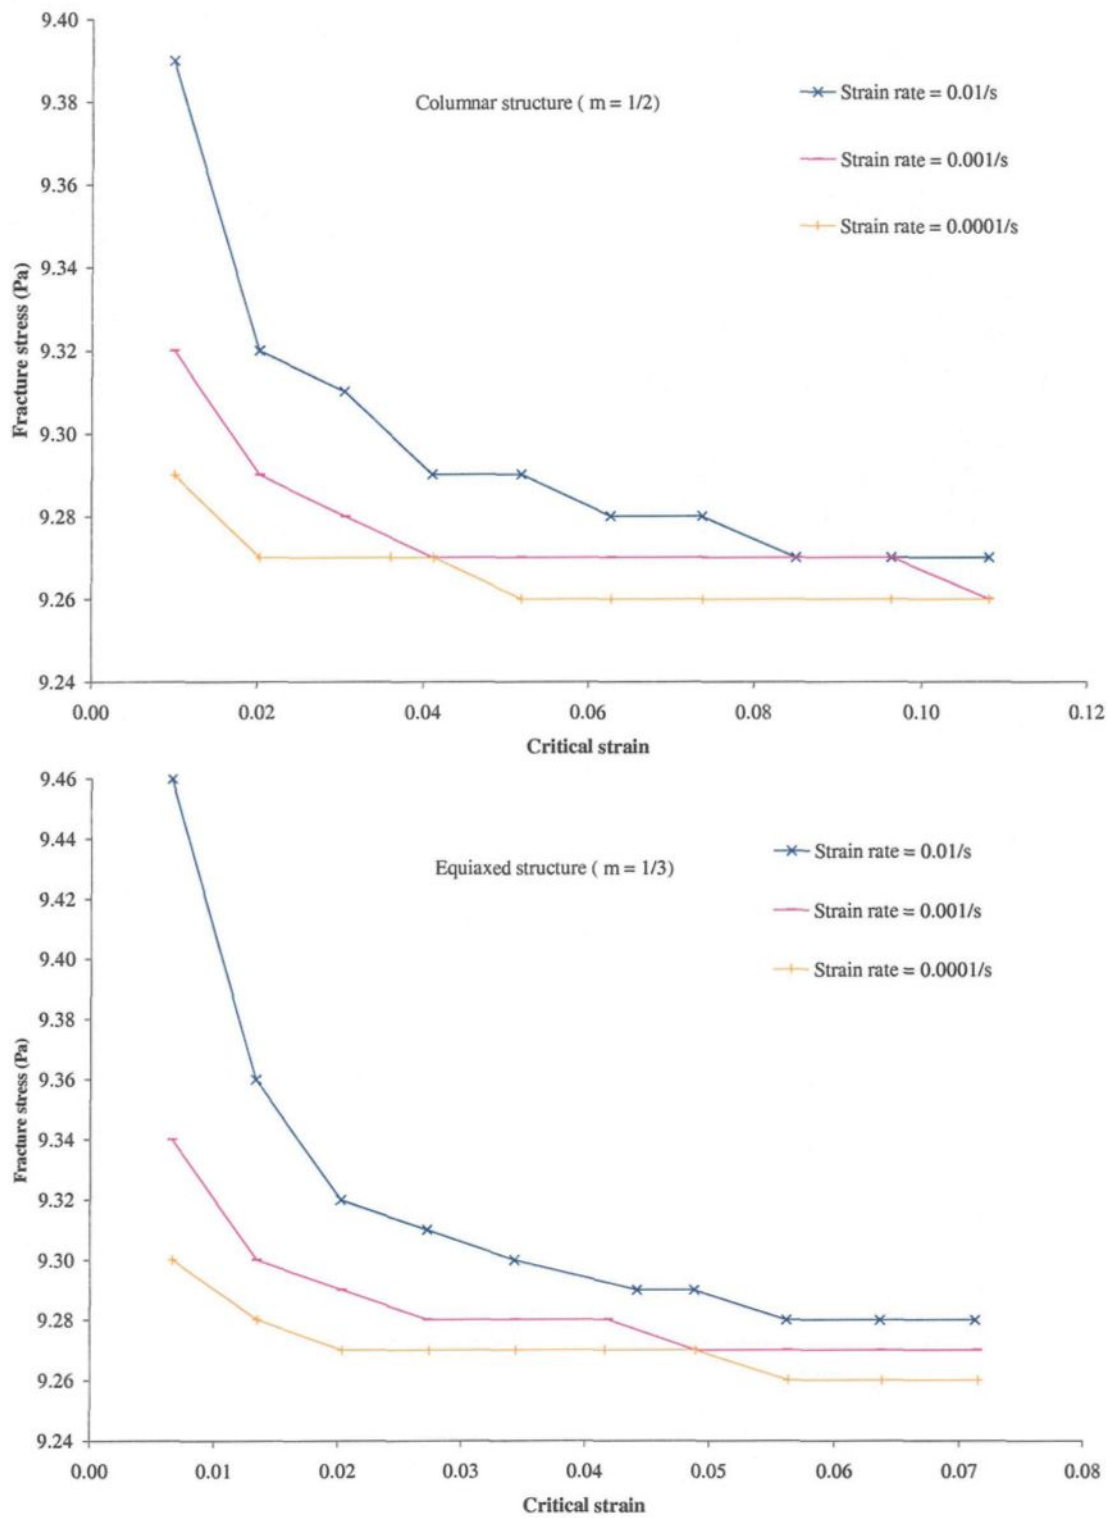 9.40
9.38
9.36
9.34
9.32
9.30
9.28
9.26
9.24
Fracture stress (Pa)
Columnar structure ( m = 1/2)
Strain rate = 0.01/s
Strain rate = 0.001/s
Strain rate = 0.0001/s
0.00 0.02 0.04 0.06 0.08 0.10 0.12
Critical strain
9.46
9.44
9.42
9.40
9.38
9.36
9.34
9.32
9.30
9.28
9.26
9.24
Fracture stress (Pa)
Equiaxed structure ( m = 1/3)
Strain rate = 0.01/s
Strain rate = 0.001/s
Strain rate = 0.0001/s
0.00 0.01 0.02 0.03 0.04 0.05 0.06 0.07 0.08
Critical strain